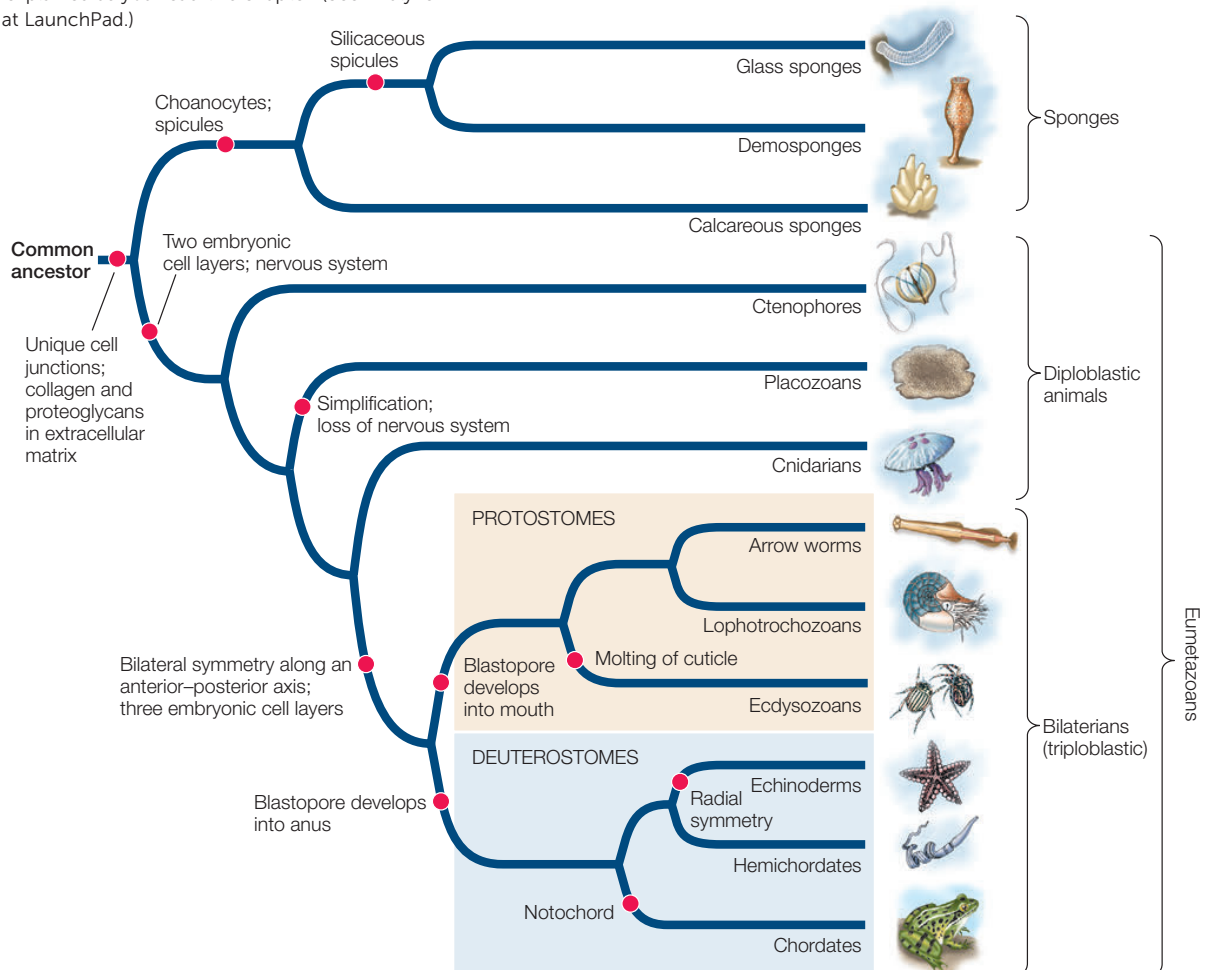 at LaunchPad.)
Silicaceous
spicules
Glass sponges
Choanocytes;
spicules
Demosponges
Sponges
Calcareous sponges
Common
ancestor
Two embryonic
cell layers; nervous system
Ctenophores
Unique cell
junctions;
collagen and
proteoglycans
in extracellular
matrix
Placozoans
Diploblastic
animals
Simplification;
loss of nervous system
Cnidarians
PROTOSTOMES
Arrow worms
Lophotrochozoans
Bilateral symmetry along an
anterior–posterior axis;
three embryonic cell layers
Blastopore
develops
into mouth
Molting of cuticle
Ecdysozoans
Eumetazoans
Bilaterians
(triploblastic)
DEUTEROSTOMES
Echinoderms
Blastopore develops
into anus
Radial
symmetry
Hemichordates
Notochord
Chordates